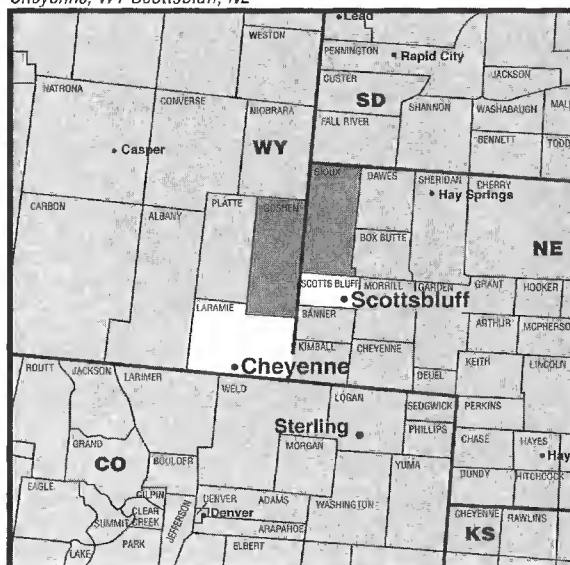 Cheyenne, WY-Scottsbluff, NE
Lead
WESTON
PENNINGTON
Rapid City
CUSTER
JACKSON
NATRONA
CONVERSE
NIOBRARA
SD
SHANNON
WASHABAUGH
FALL RIVER
BENNETT
TODD
WY
Casper
SIOUX
DAWES
SHERIDAN
CHERRY
Hay Springs
CARBON
ALBANY
PLATTE
GOSHEN
BOX BUTTE
NE
SCOTTS BLUFF
MORRILL
GARDEN
GRANT
HOOKER
Scottsbluff
LARAMIE
BANNER
ARTHUR
MCPHERSO
KIMBALL
CHEYENNE
KEITH
LINCOLN
Cheyenne
DEUEL
ROUTT
JACKSON
LARIMER
WELD
LOGAN
SEDGWICK
PERKINS
Sterling
PHILLIPS
GRAND
MORGAN
CHASE
HAYES
CO
BOULDER
YUMA
Hay
EAGLE
GILPIN
DENVER
ADAMS
WASHINGTON
DUNDY
HITCHCOCK
CLEAR
CREEK
SUMMIT
JEFFERSON
Denver
ARAPAHOE
CHEYENNE
RAWLINS
LAKE
PARK
ELBERT
KS